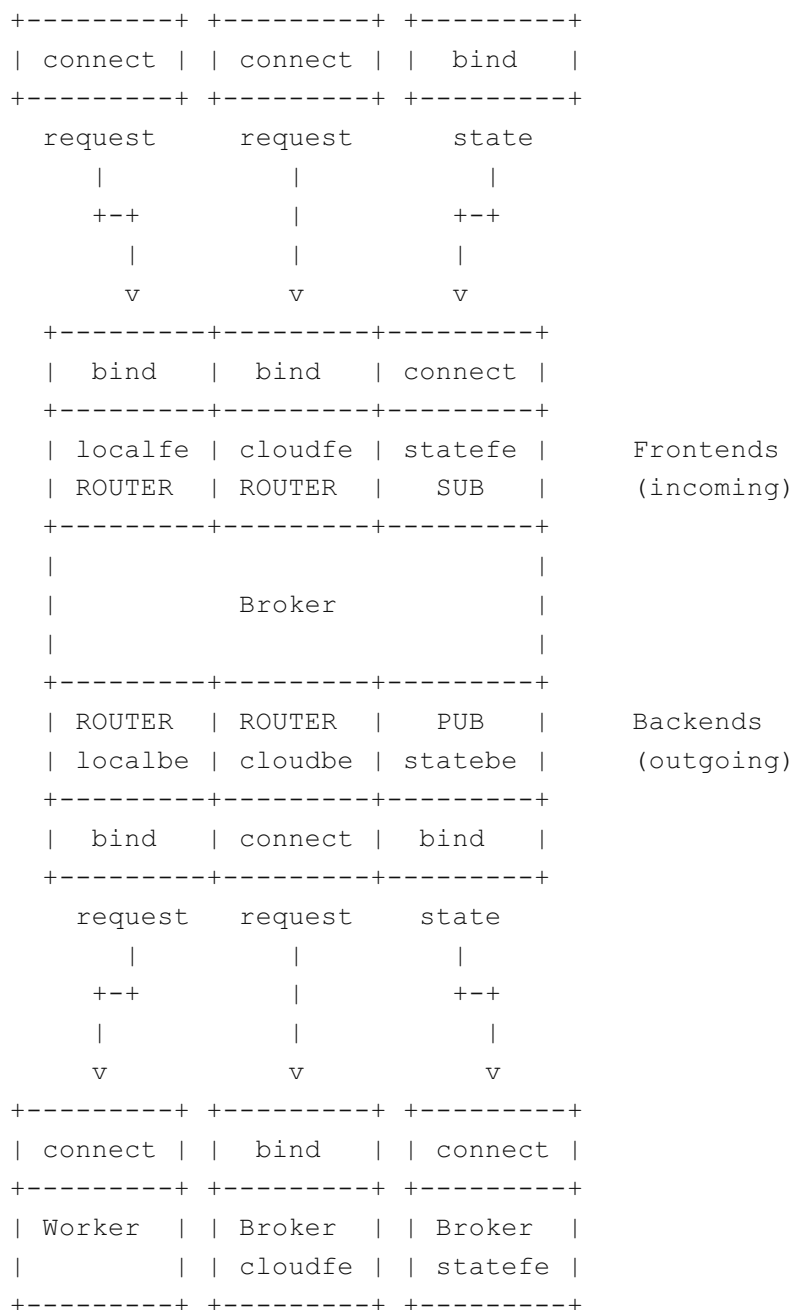 +---------+ +---------+ +---------+
| connect | | connect | |  bind   |
+---------+ +---------+ +---------+
  request     request      state
     |           |           |
     +-+         |         +-+
       |         |         |
       v         v         v
  +---------+---------+---------+
  |  bind   |  bind   | connect |
  +---------+---------+---------+
  | localfe | cloudfe | statefe |      Frontends
  | ROUTER  | ROUTER  |   SUB   |      (incoming)
  +---------+---------+---------+
  |                             |
  |           Broker            |
  |                             |
  +---------+---------+---------+
  | ROUTER  | ROUTER  |   PUB   |      Backends
  | localbe | cloudbe | statebe |      (outgoing)
  +---------+---------+---------+
  |  bind   | connect |  bind   |
  +---------+---------+---------+
    request   request    state
       |         |         |
     +-+         |         +-+
     |           |           |
     v           v           v
+---------+ +---------+ +---------+
| connect | |  bind   | | connect |
+---------+ +---------+ +---------+
| Worker  | | Broker  | | Broker  |
|         | | cloudfe | | statefe |
+---------+ +---------+ +---------+